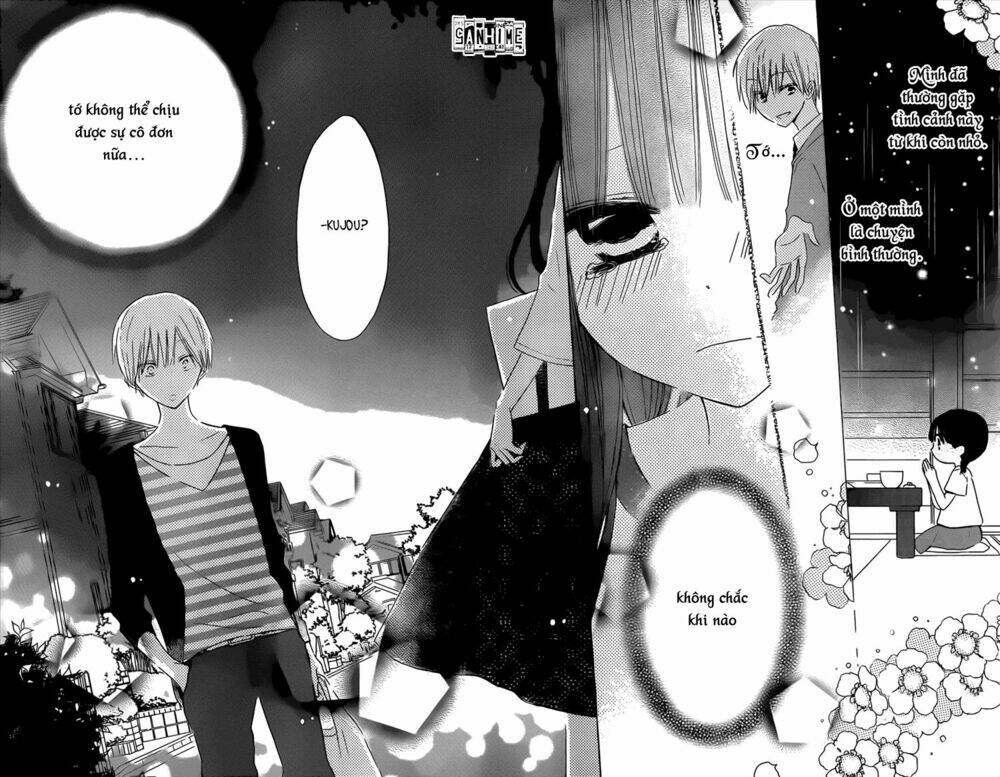 Mình đã
thường gặp
tình cảnh này
từ khi còn nhỏ.
Ở một mình
là chuyện
bình thường.
Tớ...
không chắc
khi nào
-KUJOU?
tớ không thể chịu
được sự cô đơn
nữa...
SANHIME